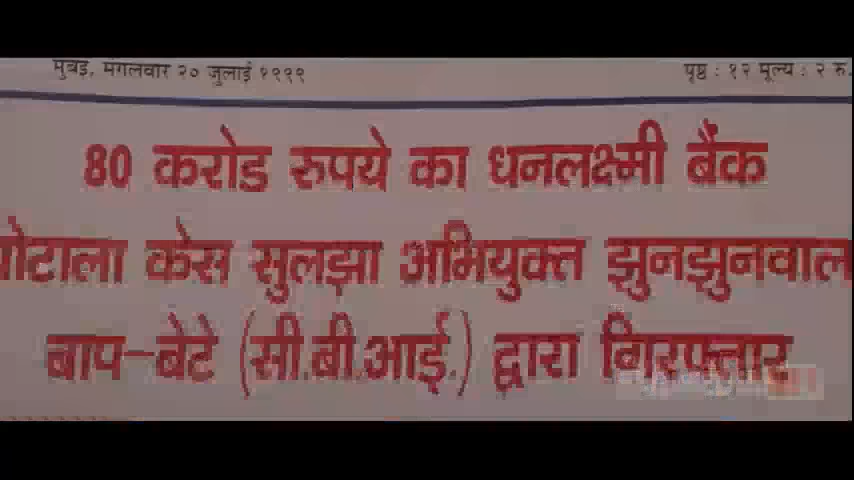 मुंबई, मंगलवार २० जुलाई १९९९
पृष्ठ : १२ मूल्य : २ रु.
80 करोड रुपये का धनलक्ष्मी बैंक
घोटाला केस सुलझा अभियुक्त झुनझुनवाल
बाप-बेटे (सी.बी.आई.) द्वारा गिरफ्तार